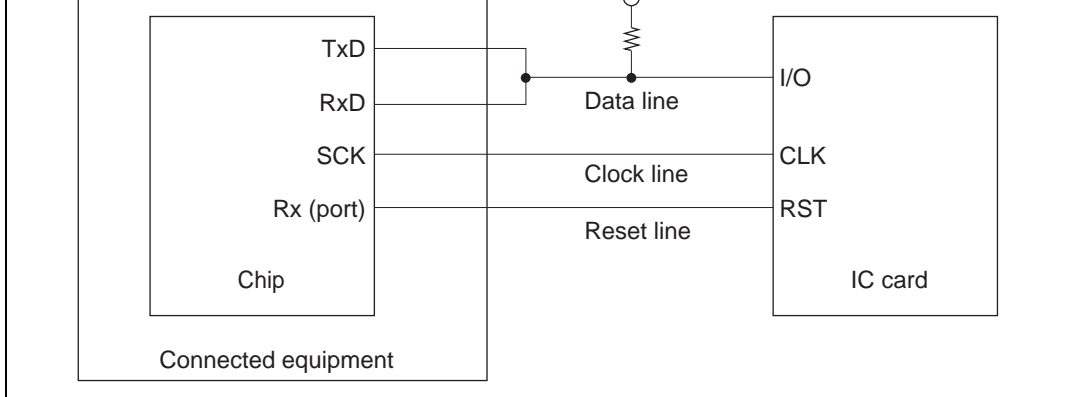 TxD
RxD
SCK
Rx (port)
Chip
Connected equipment
Data line
Clock line
Reset line
I/O
CLK
RST
IC card